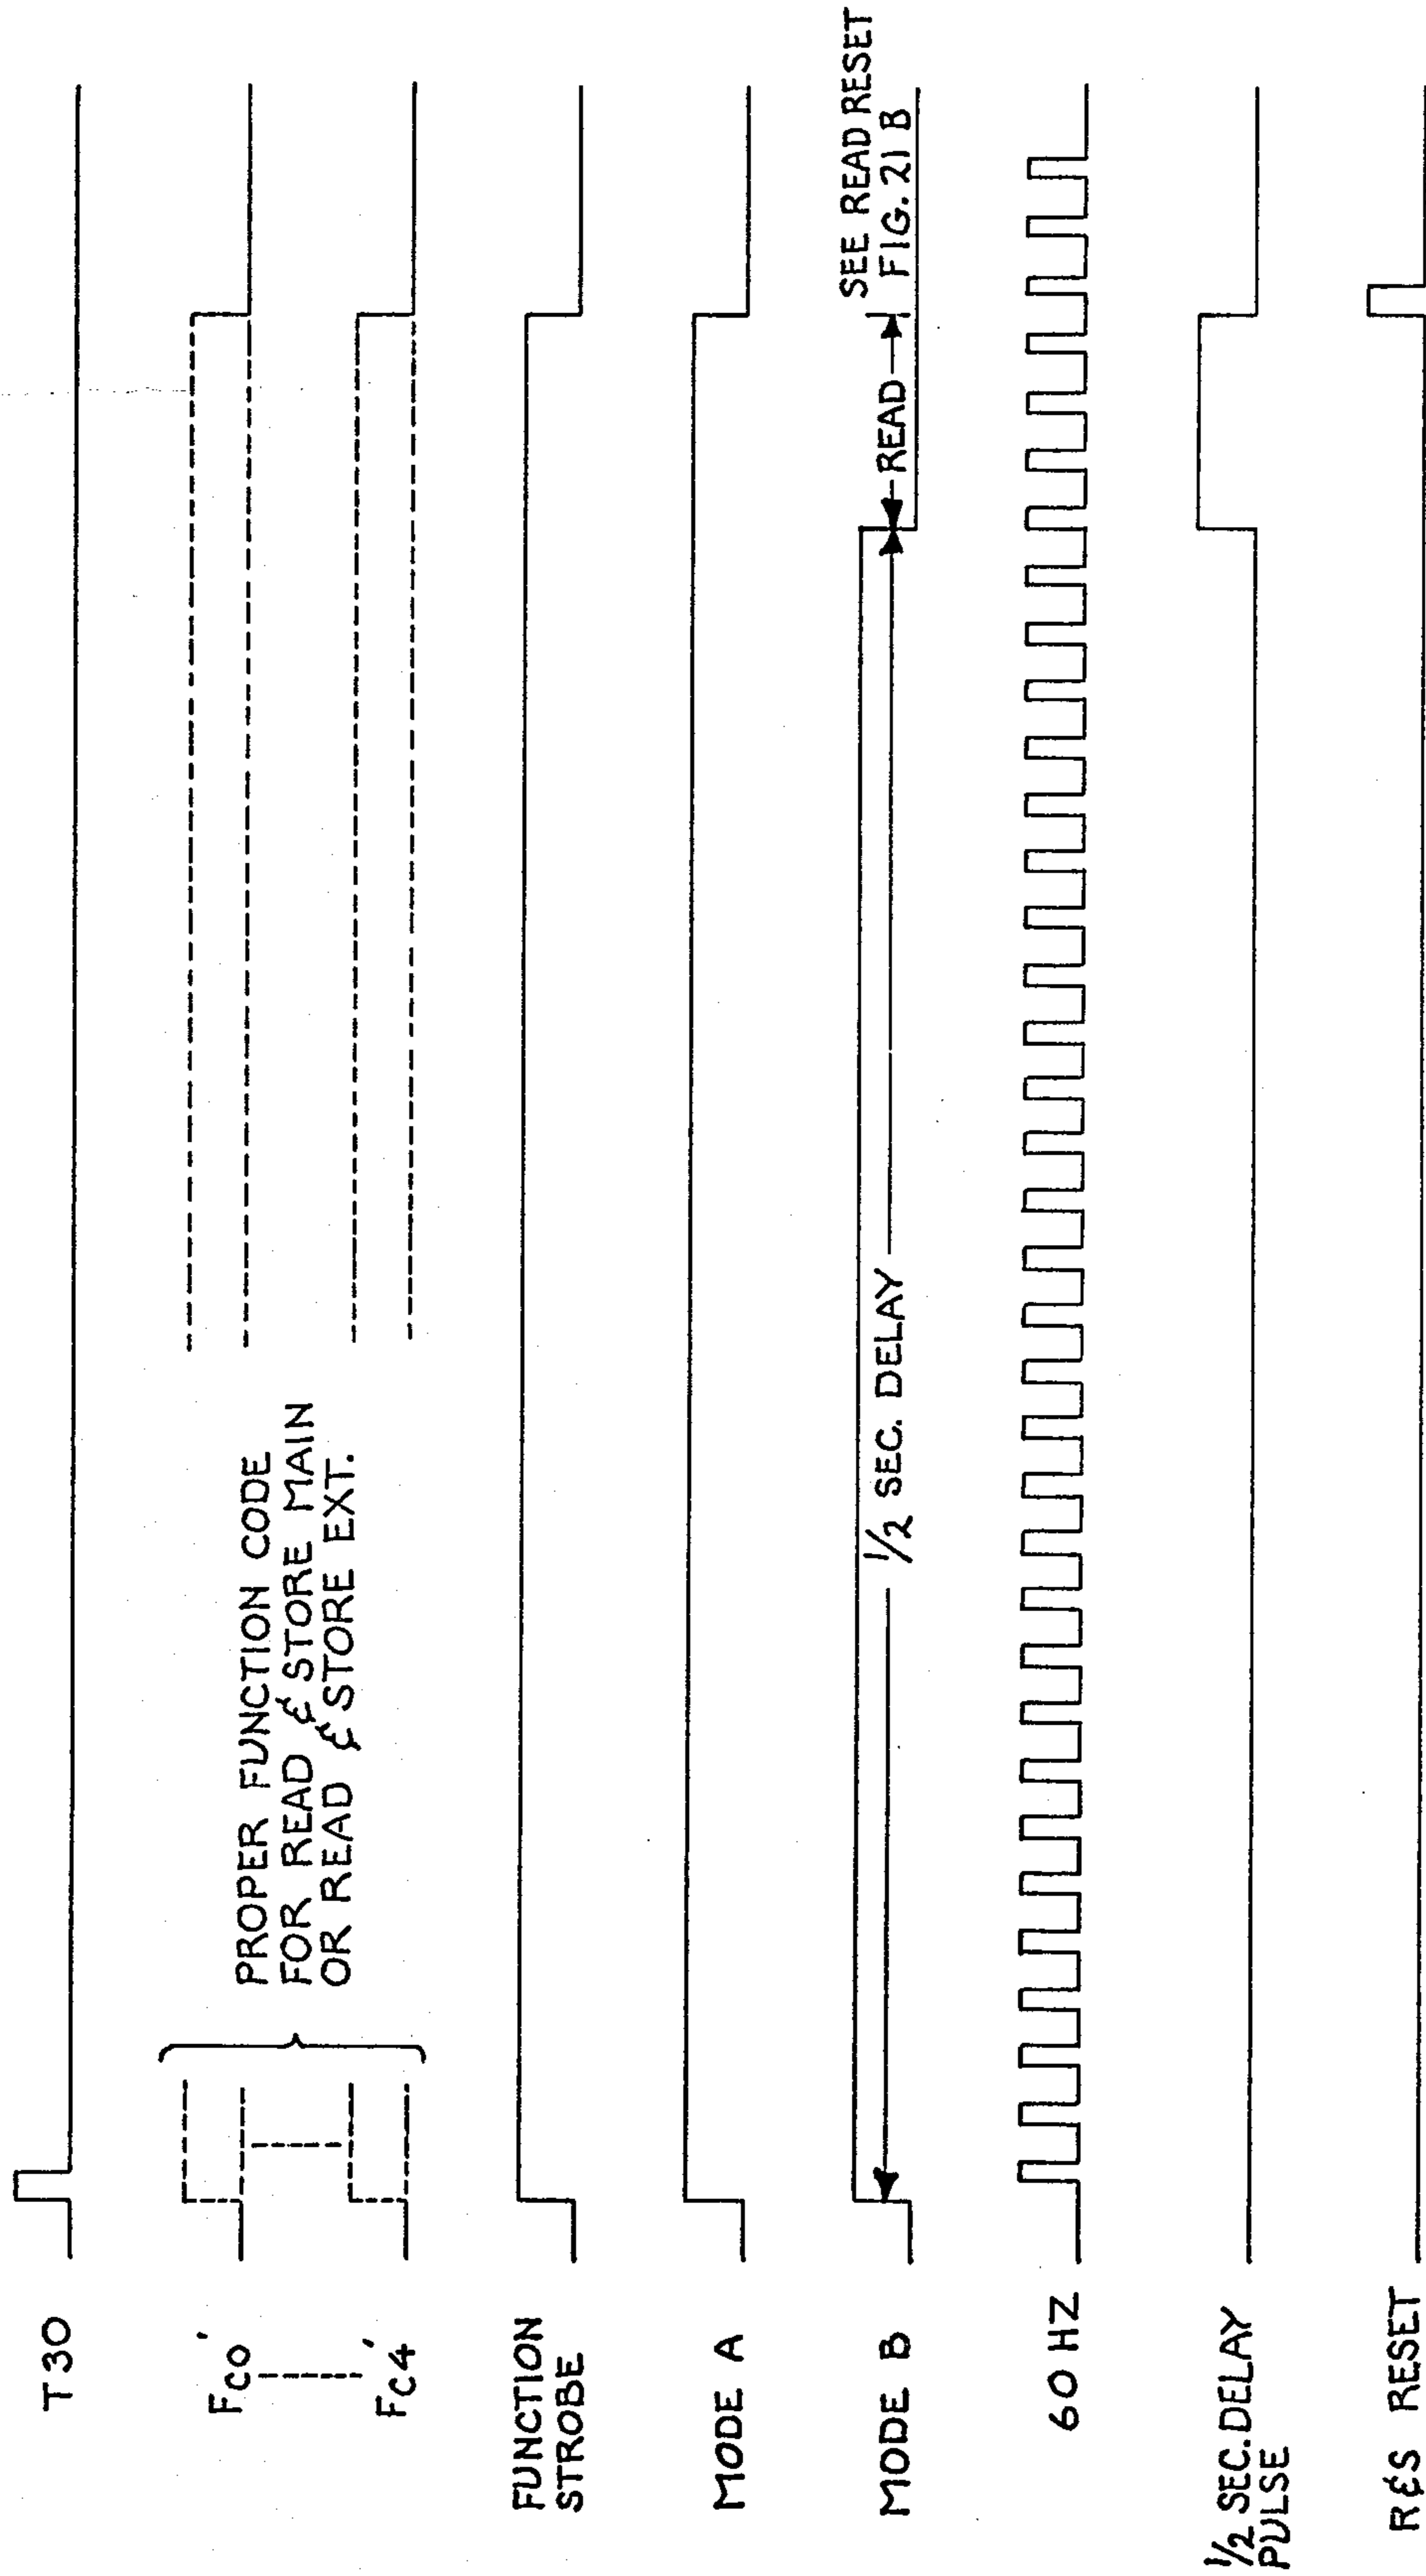 T30
FC0'
FC4'
PROPER FUNCTION CODE
FOR READ & STORE MAIN
OR READ & STORE EXT.
FUNCTION
STROBE
MODE A
MODE B
1/2 SEC. DELAY
READ
SEE READ RESET
FIG. 21 B
60 HZ
1/2 SEC. DELAY
PULSE
R&S RESET